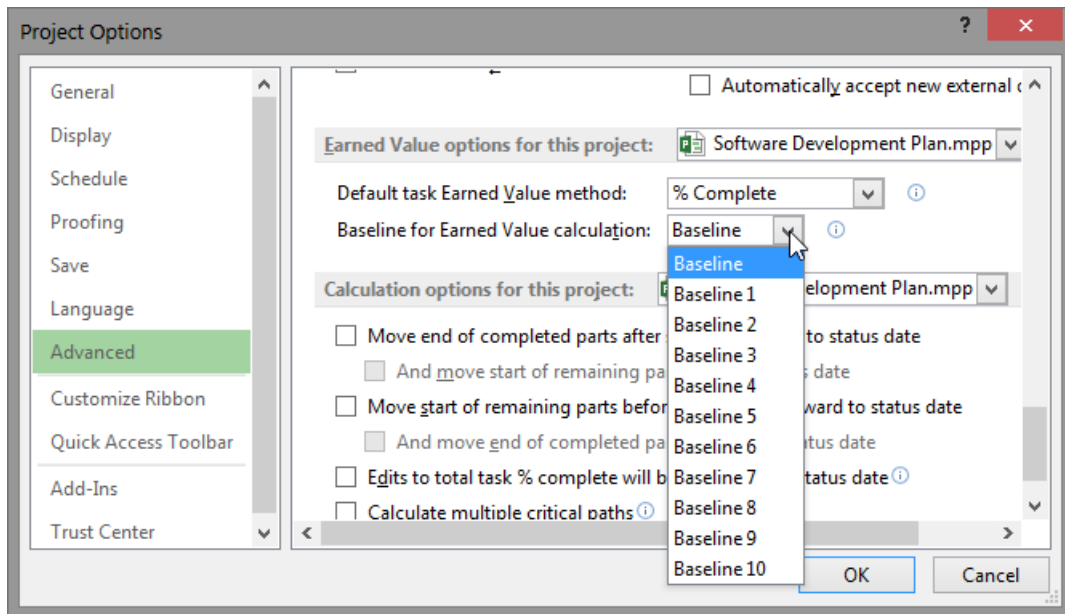 Project Options
?
General
Display
Schedule
Proofing
Save
Language
Advanced
Customize Ribbon
Quick Access Toolbar
Add-Ins
Trust Center
Automatically accept new external
Earned Value options for this project: Software Development Plan.mpp
Default task Earned Value method: % Complete
Baseline for Earned Value calculation: Baseline
Baseline
Baseline 1
Baseline 2
Baseline 3
Baseline 4
Baseline 5
Baseline 6
Baseline 7
Baseline 8
Baseline 9
Baseline 10
Calculation options for this project: elopment Plan.mpp
Move end of completed parts after to status date
And move start of remaining pa date
Move start of remaining parts befor ward to status date
And move end of completed pa tus date
Edits to total task % complete will b tatus date
Calculate multiple critical paths
OK
Cancel